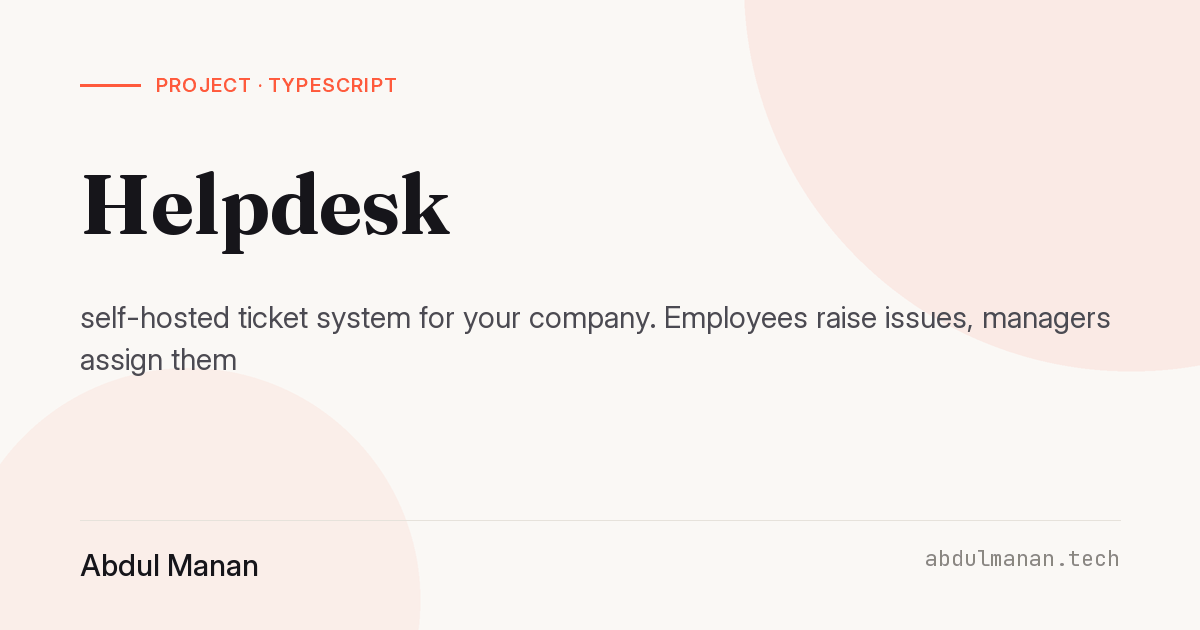 PROJECT · TYPESCRIPT
Helpdesk
self-hosted ticket system for your company. Employees raise issues, managers
assign them
Abdul Manan
abdulmanan.tech